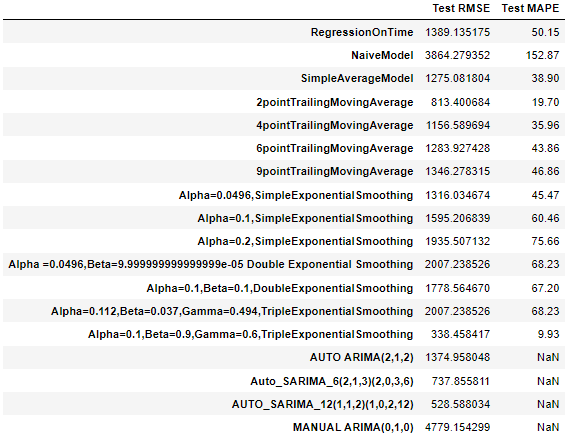 Test RMSE Test MAPE
RegressionOnTime 1389.135175 50.15
NaiveModel 3864.279352 152.87
SimpleAverageModel 1275.081804 38.90
2pointTrailingMovingAverage 813.400684 19.70
4pointTrailingMovingAverage 1156.589694 35.96
6pointTrailingMovingAverage 1283.927428 43.86
9pointTrailingMovingAverage 1346.278315 46.86
Alpha=0.0496,SimpleExponentialSmoothing 1316.034674 45.47
Alpha=0.1,SimpleExponentialSmoothing 1595.206839 60.46
Alpha=0.2,SimpleExponentialSmoothing 1935.507132 75.66
Alpha =0.0496,Beta=9.999999999999999e-05 Double Exponential Smoothing 2007.238526 68.23
Alpha=0.1,Beta=0.1,DoubleExponentialSmoothing 1778.564670 67.20
Alpha=0.112,Beta=0.037,Gamma=0.494,TripleExponentialSmoothing 2007.238526 68.23
Alpha=0.1,Beta=0.9,Gamma=0.6,TripleExponentialSmoothing 338.458417 9.93
AUTO ARIMA(2,1,2) 1374.958048 NaN
Auto_SARIMA_6(2,1,3)(2,0,3,6) 737.855811 NaN
AUTO_SARIMA_12(1,1,2)(1,0,2,12) 528.588034 NaN
MANUAL ARIMA(0,1,0) 4779.154299 NaN